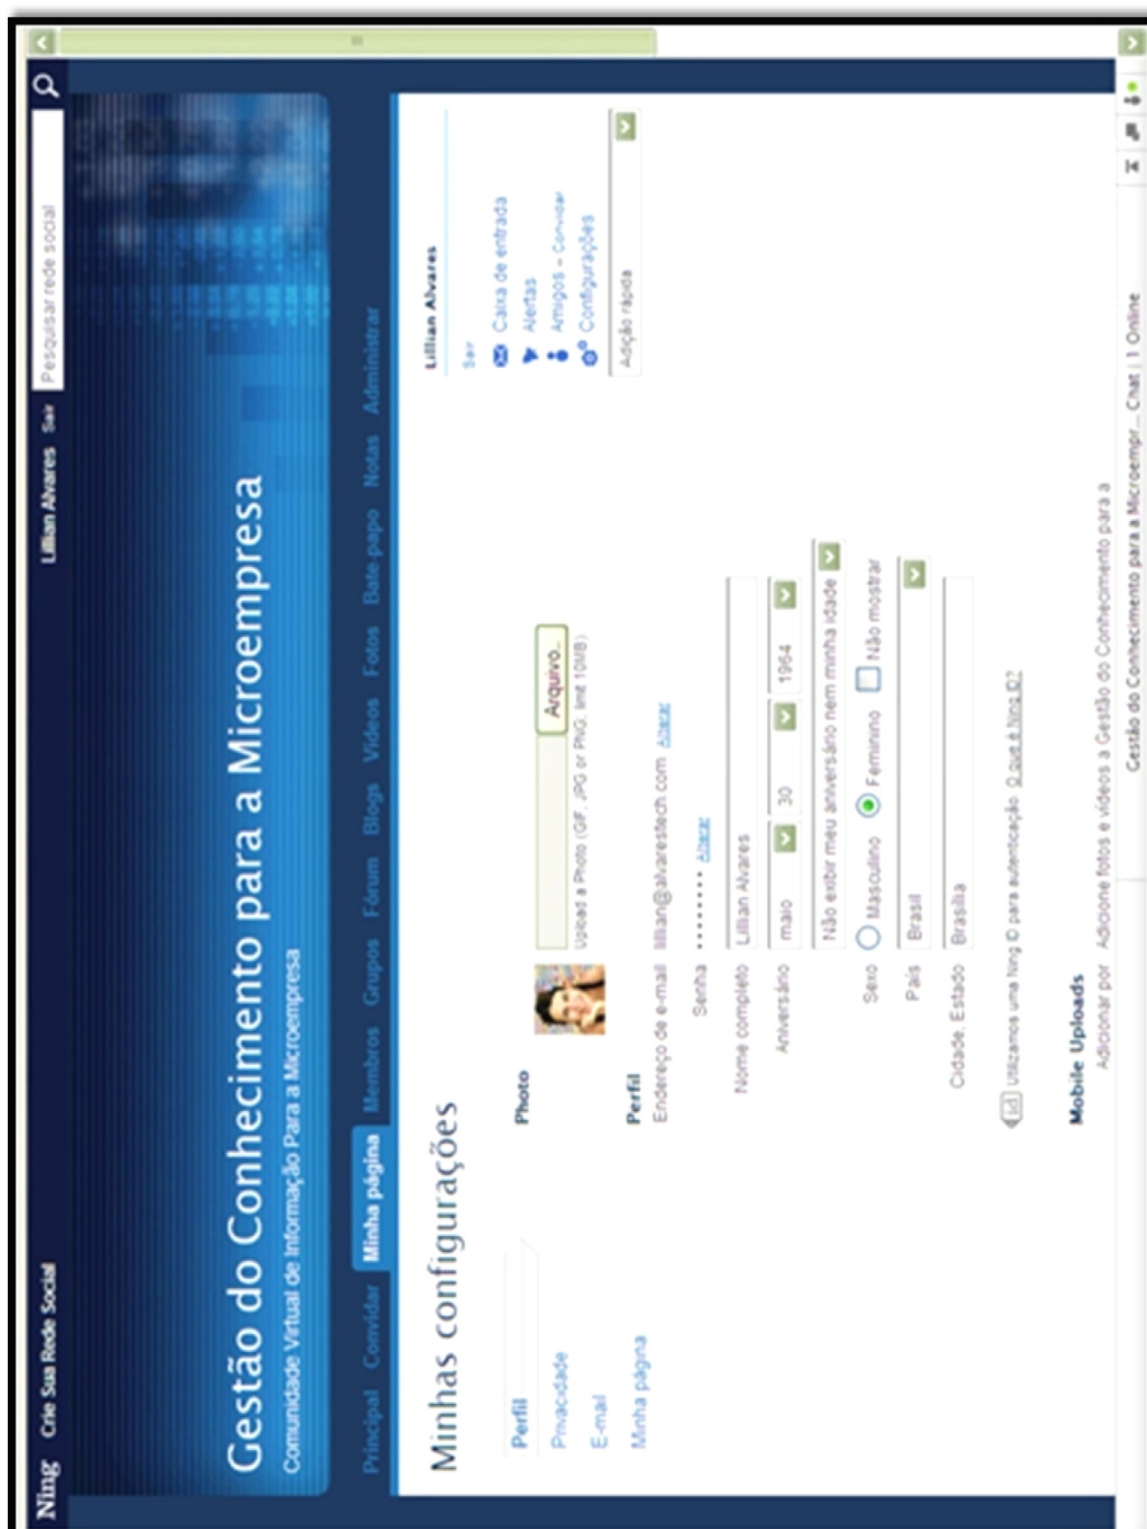 Ning Crie Sua Rede Social Lillian Alvares Sair Pesquisar rede social
Gestão do Conhecimento para a Microempresa
Comunidade Virtual de Informação Para a Microempresa
Principal Convidar Minha página Membros Grupos Fórum Blogs Vídeos Fotos Bate-papo Notas Administrar
Minhas configurações
Perfil
Privacidade
E-mail
Minha página
Photo
Arquivo...
Upload a Photo (GIF, JPG or PNG, limit 10MB)
Perfil
Endereço de e-mail lillian@alvarestech.com Alterar
Senha ········ Alterar
Nome completo Lillian Alvares
Aniversário maio 30 1964
Não exibir meu aniversário nem minha idade
Sexo Masculino Feminino Não mostrar
País Brasil
Cidade, Estado Brasília
id Utilizamos uma Ning ID para autenticação. O que é Ning ID?
Mobile Uploads
Adicionar por Adicione fotos e vídeos a Gestão do Conhecimento para a
Lillian Alvares
Sair
Caixa de entrada
Alertas
Amigos – Convidar
Configurações
Adição rápida
Gestão do Conhecimento para a Microempr... Chat | 1 Online